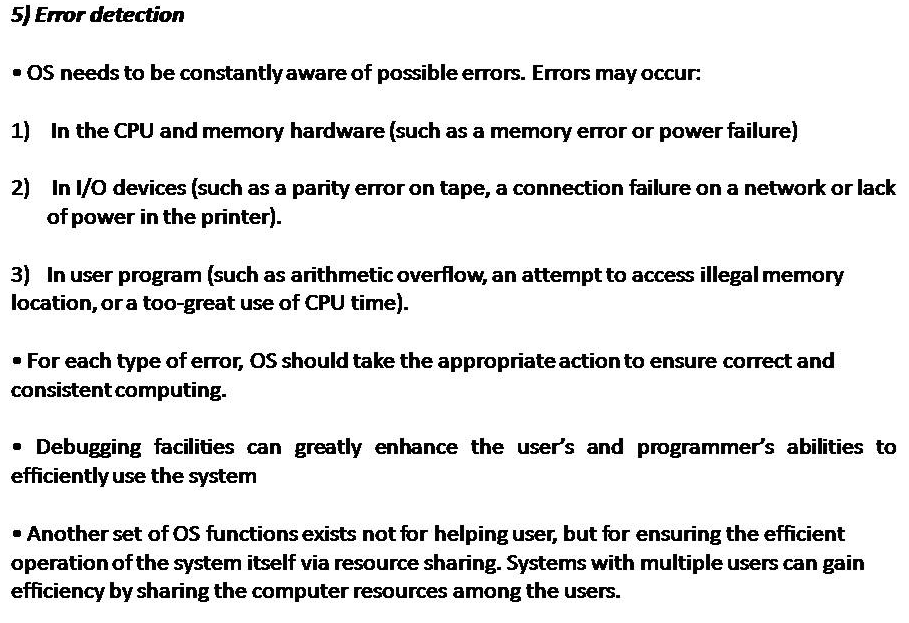 5) Error detection
• OS needs to be constantly aware of possible errors. Errors may occur:
1) In the CPU and memory hardware (such as a memory error or power failure)
2) In I/O devices (such as a parity error on tape, a connection failure on a network or lack
of power in the printer).
3) In user program (such as arithmetic overflow, an attempt to access illegal memory
location, or a too-great use of CPU time).
• For each type of error, OS should take the appropriate action to ensure correct and
consistent computing.
• Debugging facilities can greatly enhance the user's and programmer's abilities to
efficiently use the system
• Another set of OS functions exists not for helping user, but for ensuring the efficient
operation of the system itself via resource sharing. Systems with multiple users can gain
efficiency by sharing the computer resources among the users.